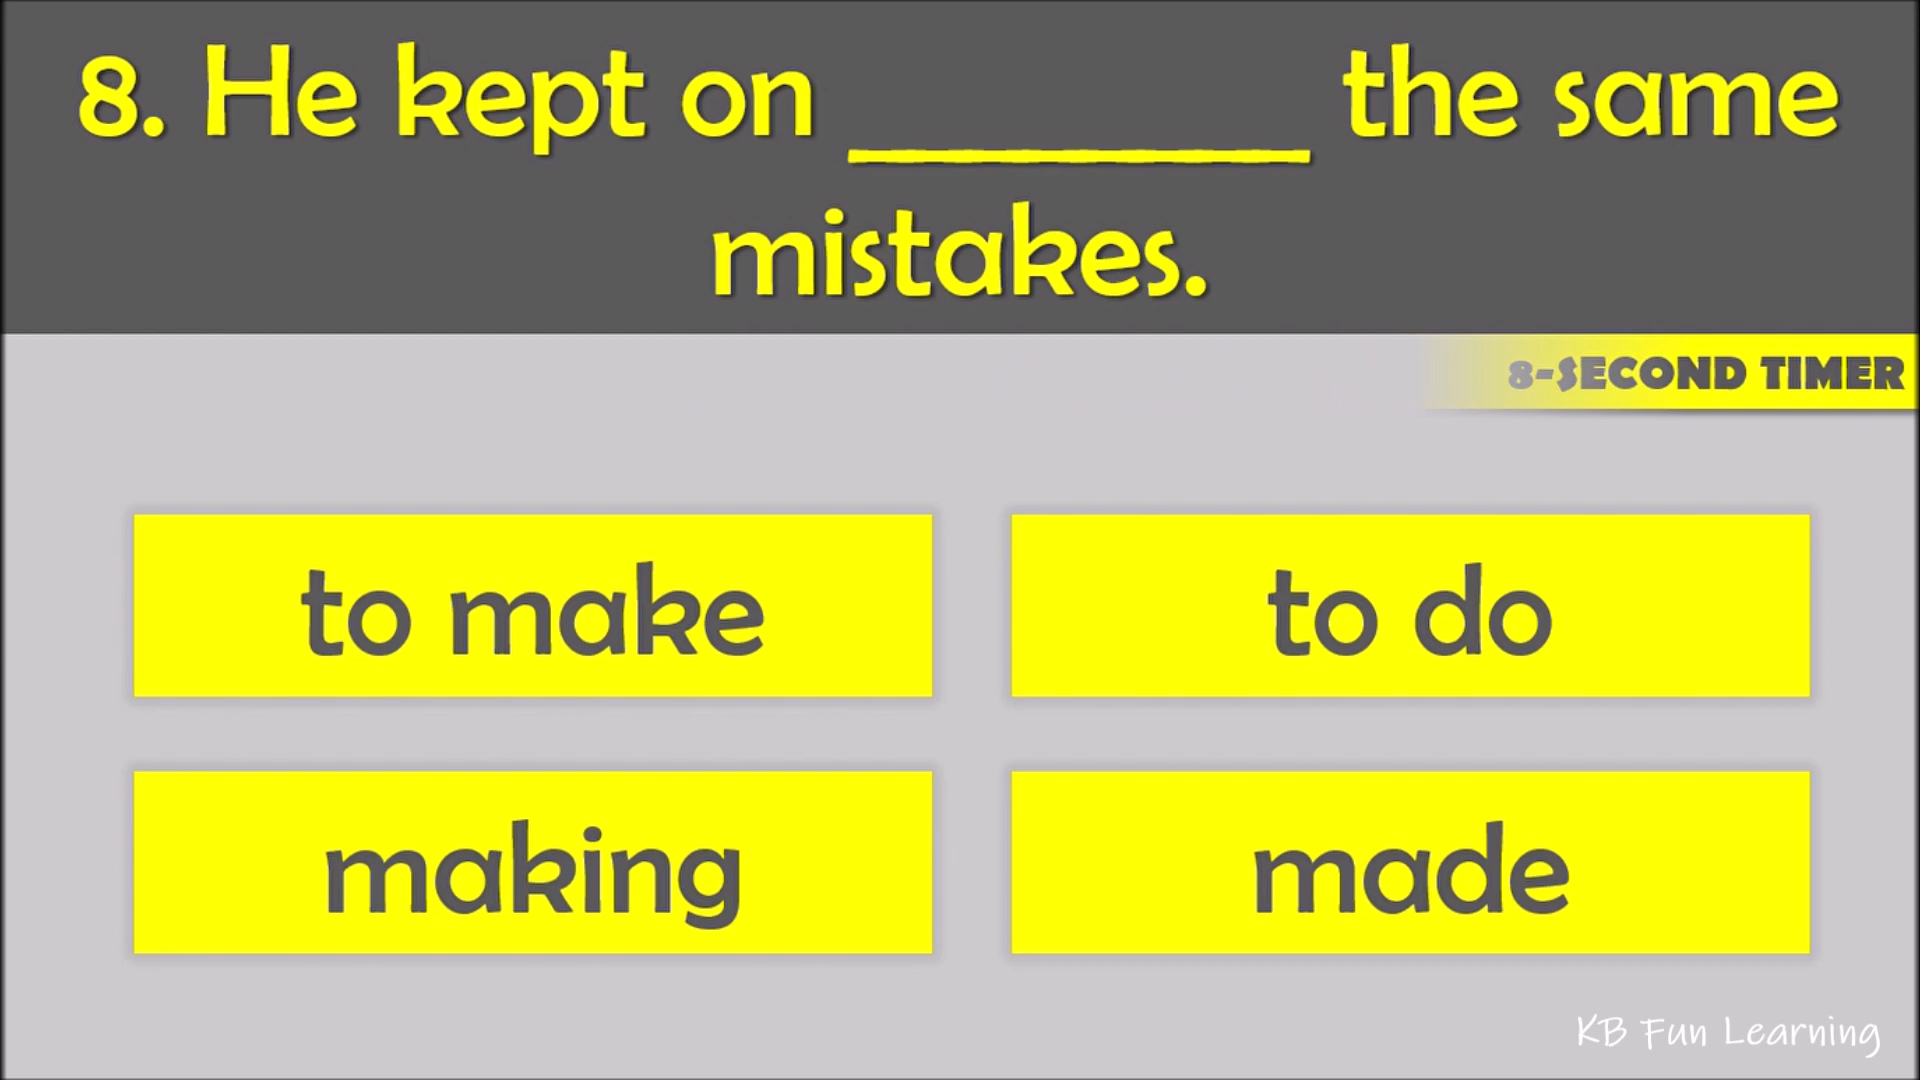 8. He kept on ________ the same
mistakes.
8-SECOND TIMER
to make
to do
making
made
KB Fun Learning